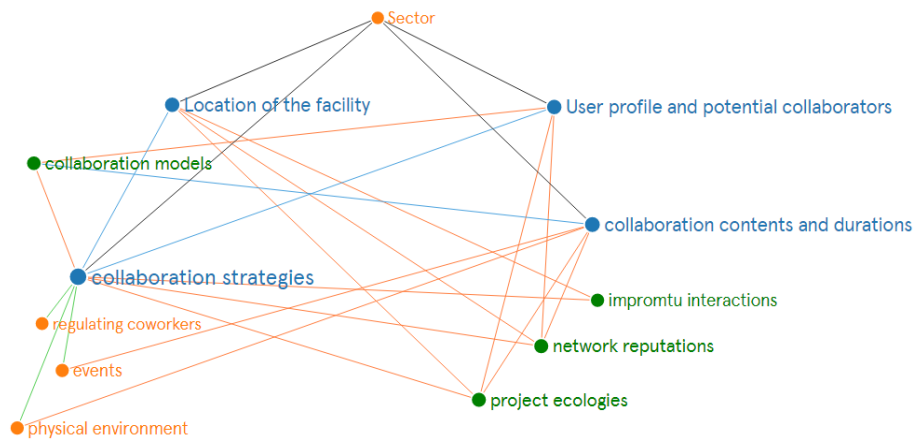 Sector
Location of the facility
User profile and potential collaborators
collaboration models
collaboration contents and durations
collaboration strategies
impromtu interactions
regulating coworkers
network reputations
events
project ecologies
physical environment